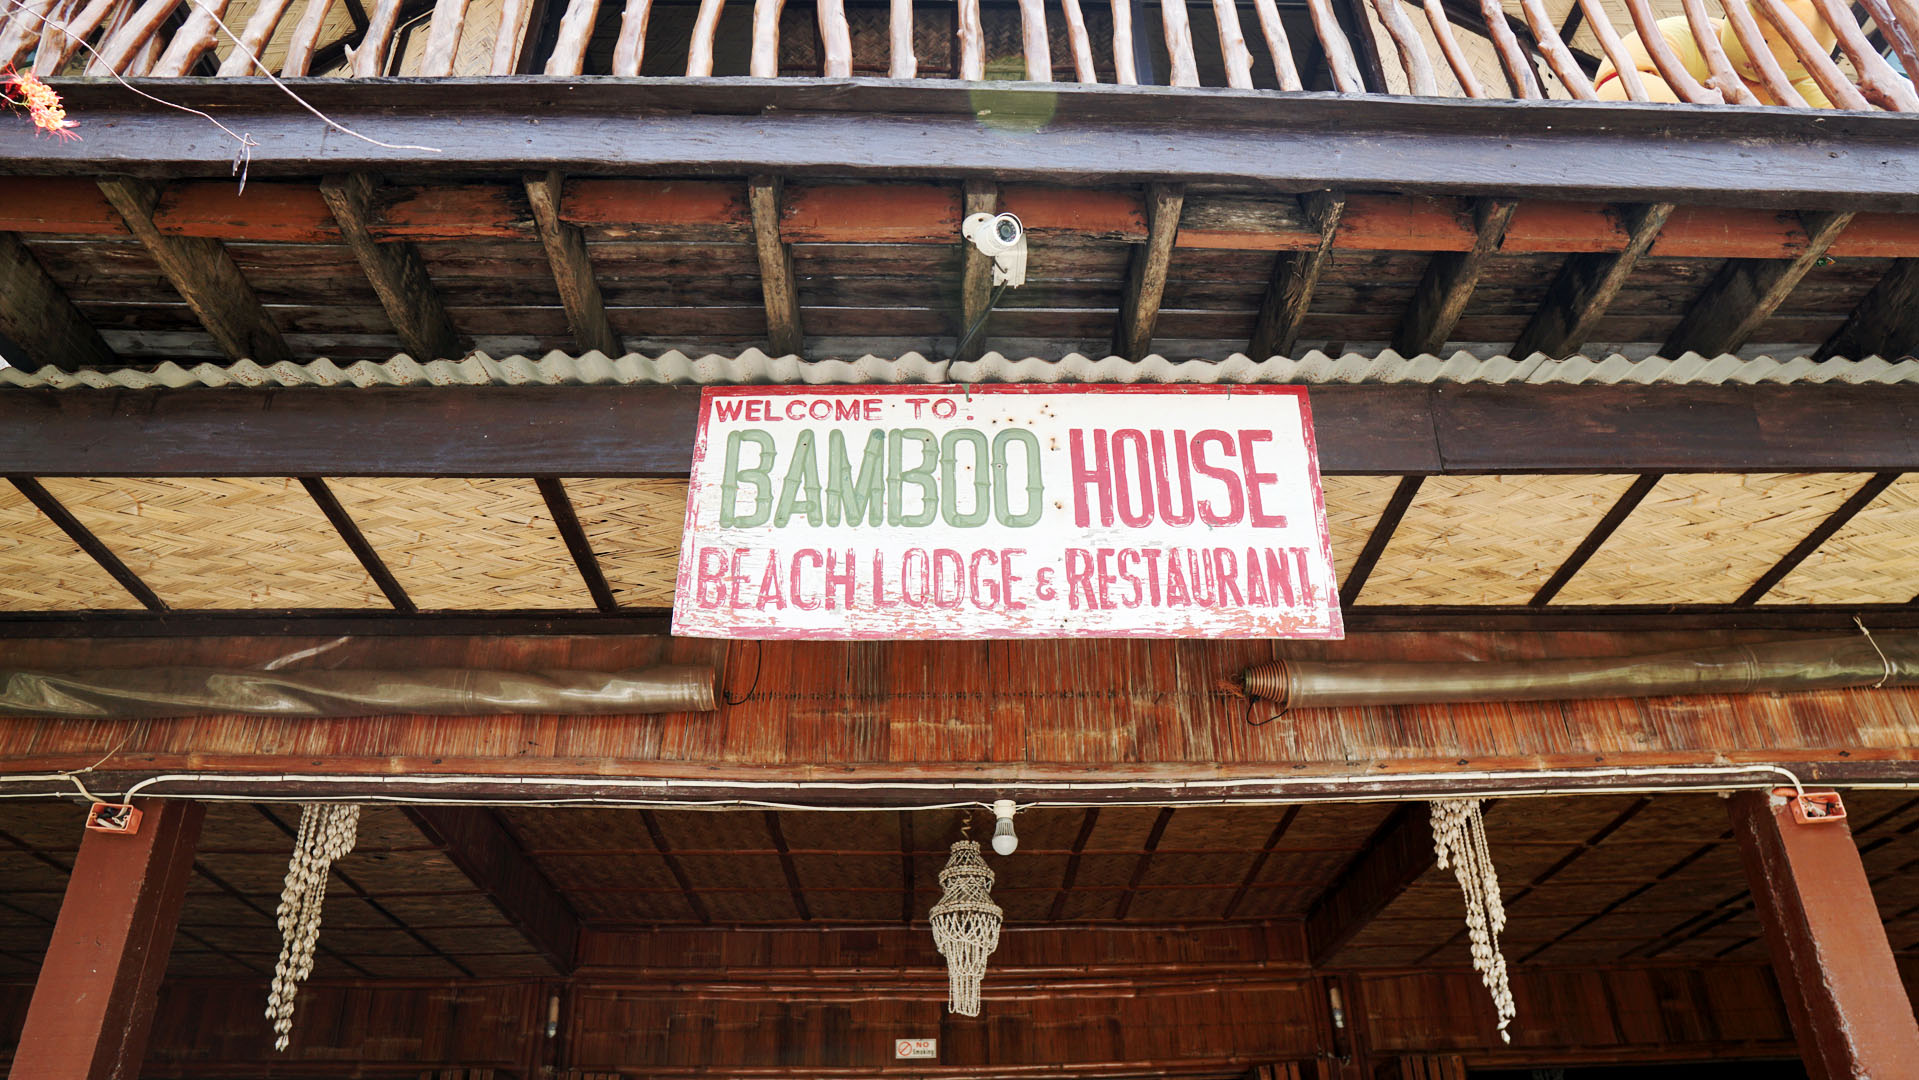 WELCOME TO:
BAMBOO HOUSE
BEACH LODGE & RESTAURANT
NO
Smoking